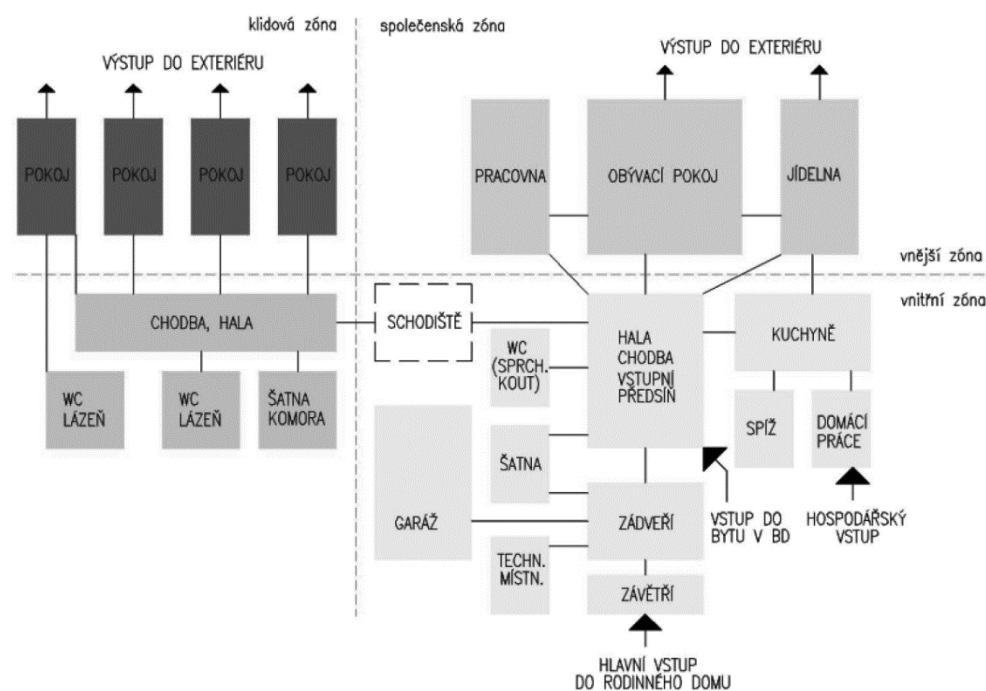 klidová zóna
společenská zóna
VÝSTUP DO EXTERIÉRU
VÝSTUP DO EXTERIÉRU
POKOJ
POKOJ
POKOJ
POKOJ
PRACOVNA
OBÝVACÍ POKOJ
JÍDELNA
vnější zóna
vnitřní zóna
CHODBA, HALA
SCHODIŠTĚ
HALA
CHODBA
VSTUPNÍ
PŘEDSÍŇ
KUCHYNĚ
WC
(SPRCH.
KOUT)
WC
LÁZEŇ
WC
LÁZEŇ
ŠATNA
KOMORA
SPÍŽ
DOMÁCÍ
PRÁCE
ŠATNA
GARÁŽ
ZÁDVEŘÍ
VSTUP DO
BYTU V BD
HOSPODÁŘSKÝ
VSTUP
TECHN.
MÍSTN.
ZÁVĚTŘÍ
HLAVNÍ VSTUP
DO RODINNÉHO DOMU